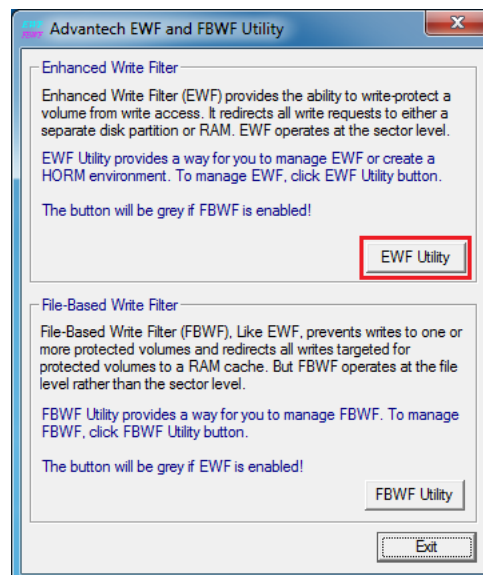 EWF
FBWF
Advantech EWF and FBWF Utility
Enhanced Write Filter
Enhanced Write Filter (EWF) provides the ability to write-protect a
volume from write access. It redirects all write requests to either a
separate disk partition or RAM. EWF operates at the sector level.
EWF Utility provides a way for you to manage EWF or create a
HORM environment. To manage EWF, click EWF Utility button.
The button will be grey if FBWF is enabled!
EWF Utility
File-Based Write Filter
File-Based Write Filter (FBWF), Like EWF, prevents writes to one or
more protected volumes and redirects all writes targeted for
protected volumes to a RAM cache. But FBWF operates at the file
level rather than the sector level.
FBWF Utility provides a way for you to manage FBWF. To manage
FBWF, click FBWF Utility button.
The button will be grey if EWF is enabled!
FBWF Utility
Exit